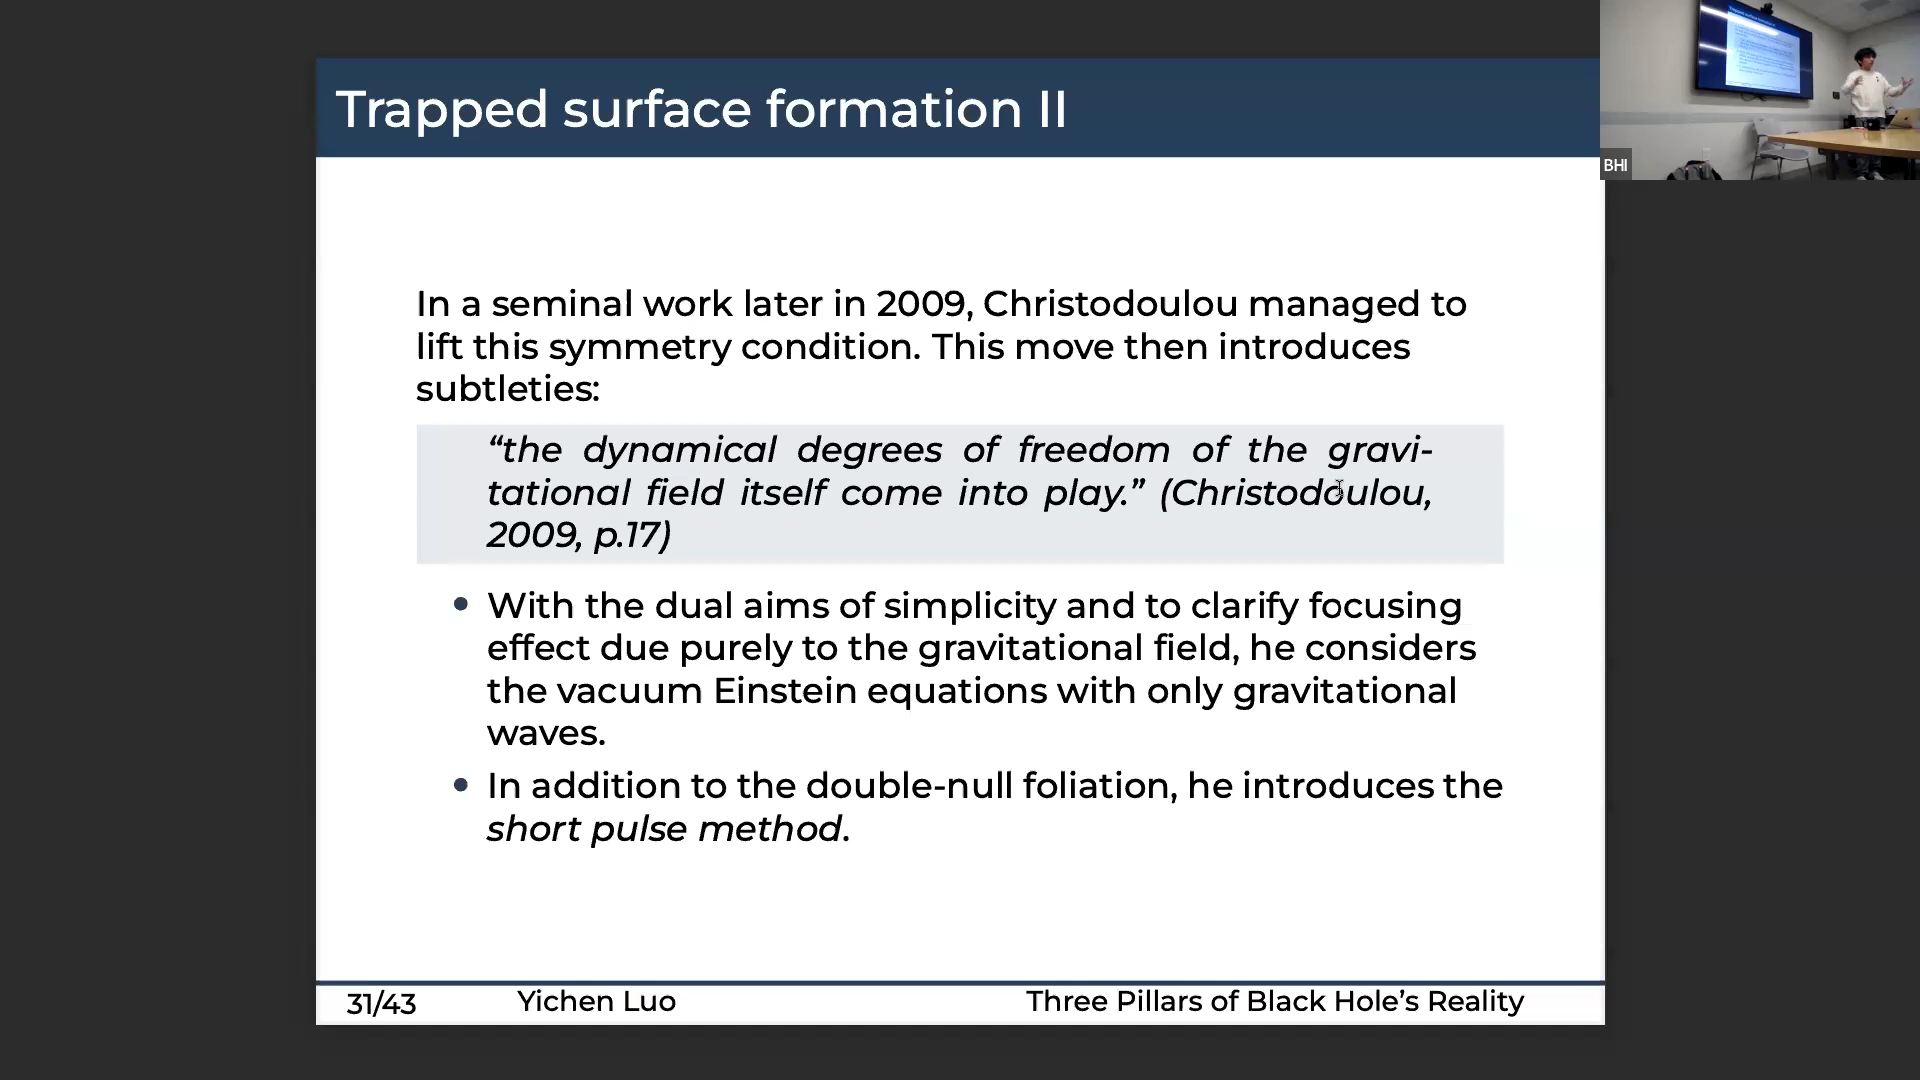 Trapped surface formation II
BHI
In a seminal work later in 2009, Christodoulou managed to
lift this symmetry condition. This move then introduces
subtleties:
“the dynamical degrees of freedom of the gravi-
tational field itself come into play.” (Christodoulou,
2009, p.17)
• With the dual aims of simplicity and to clarify focusing
effect due purely to the gravitational field, he considers
the vacuum Einstein equations with only gravitational
waves.
• In addition to the double-null foliation, he introduces the
short pulse method.
31/43 Yichen Luo Three Pillars of Black Hole’s Reality